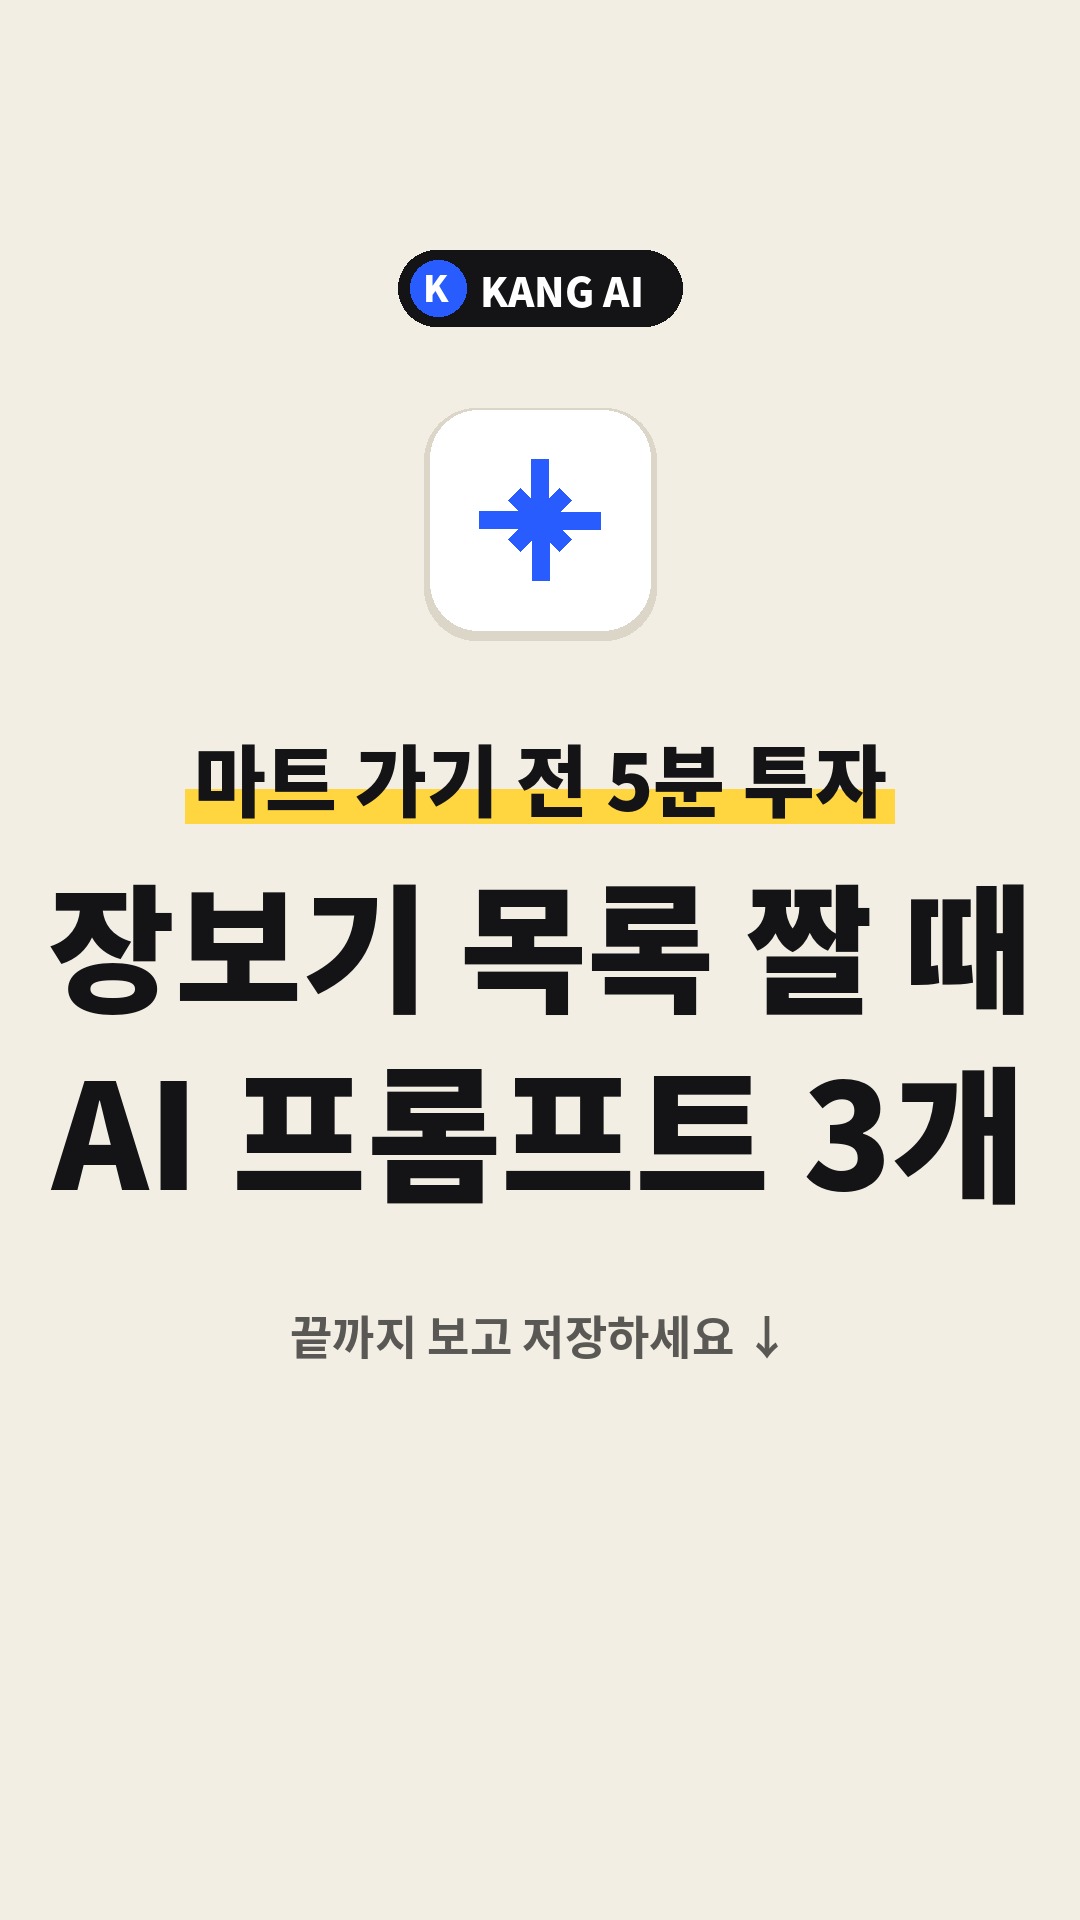 K KANG AI
마트 가기 전 5분 투자
장보기 목록 짤 때
AI 프롬프트 3개
끝까지 보고 저장하세요 ↓